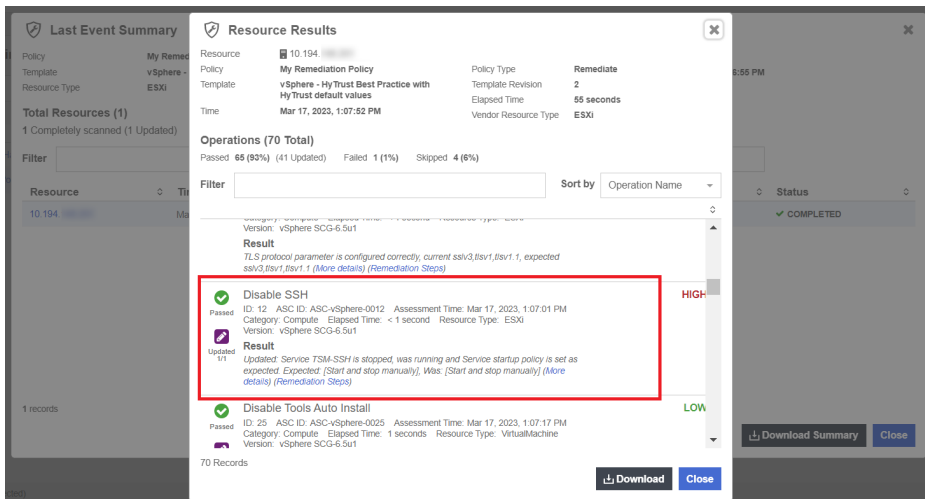 Last Event Summary
Policy My Remed
Template vSphere -
Resource Type ESXi
Total Resources (1)
1 Completely scanned (1 Updated)
Filter
Resource Tir
10.194.
Ma
1 records
Resource Results
Resource 10.194.
Policy My Remediation Policy Policy Type Remediate
Template vSphere - HyTrust Best Practice with HyTrust default values Template Revision 2
Elapsed Time 55 seconds
Time Mar 17, 2023, 1:07:52 PM Vendor Resource Type ESXi
Operations (70 Total)
Passed 65 (93%) (41 Updated) Failed 1 (1%) Skipped 4 (6%)
Filter Sort by Operation Name
Version: vSphere SCG-6.5u1
Result
TLS protocol parameter is configured correctly, current sslv3,tlsv1,tlsv1.1, expected
sslv3,tlsv1,tlsv1.1 (More details) (Remediation Steps)
Disable SSH HIGH
Passed ID: 12 ASC ID: ASC-vSphere-0012 Assessment Time: Mar 17, 2023, 1:07:01 PM
Category: Compute Elapsed Time: < 1 second Resource Type: ESXi
Version: vSphere SCG-6.5u1
Updated
1/1
Result
Updated: Service TSM-SSH is stopped, was running and Service startup policy is set as
expected. Expected: [Start and stop manually], Was: [Start and stop manually] (More
details) (Remediation Steps)
Disable Tools Auto Install LOW
Passed ID: 25 ASC ID: ASC-vSphere-0025 Assessment Time: Mar 17, 2023, 1:07:17 PM
Category: Compute Elapsed Time: 1 seconds Resource Type: VirtualMachine
Version: vSphere SCG-6.5u1
70 Records
Download Close
6:55 PM
Status
COMPLETED
Download Summary Close